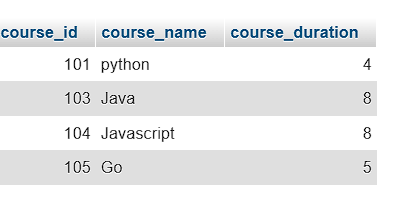 course_id course_name course_duration
101 python 4
103 Java 8
104 Javascript 8
105 Go 5